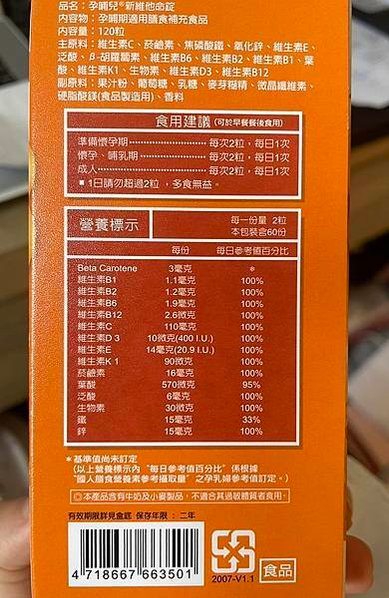 品名：孕哺兒®新維他命錠
品名：孕哺期適用膳食補充食品
內容量：120粒
主原料：維生素C、菸鹼素、焦磷酸鐵、氧化鋅、維生素E、
泛酸、β-胡蘿蔔素、維生素B6、維生素B2、維生素B1、葉
酸、維生素K1、生物素、維生素D3、維生素B12
副原料：果汁粉、葡萄糖、乳糖、麥芽糊精、微晶纖維素、
硬脂酸鎂(食品製造用)、香料
食用建議(可於早餐餐後食用)
準備懷孕期 每次2粒，每日1次
懷孕、哺乳期 每次2粒，每日1次
成人 每次2粒，每日1次
■ 1日請勿超過2粒，多食無益。
營養標示
每一份量 2粒
本包裝含60份
每份 每日參考值百分比
Beta Carotene 3毫克 *
維生素B1 1.1毫克 100%
維生素B2 1.2毫克 100%
維生素B6 1.9毫克 100%
維生素B12 2.6微克 100%
維生素C 110毫克 100%
維生素D3 10微克(400 I.U.) 100%
維生素E 14毫克(20.9 I.U.) 100%
維生素K1 90微克 100%
菸鹼素 16毫克 100%
葉酸 570微克 95%
泛酸 6毫克 100%
生物素 30微克 100%
鐵 15毫克 33%
鋅 15毫克 100%
*基準值尚未訂定
(以上營養標示內"每日參考值百分比"係根據
"國人膳食營養素參考攝取量"之孕乳婦參考值訂定。)
◎本產品含有牛奶及小麥製品，不適合其過敏體質者食用。
有效期限詳見盒底 保存年限：二年
4 718667 663501
2007-V1.1
食品